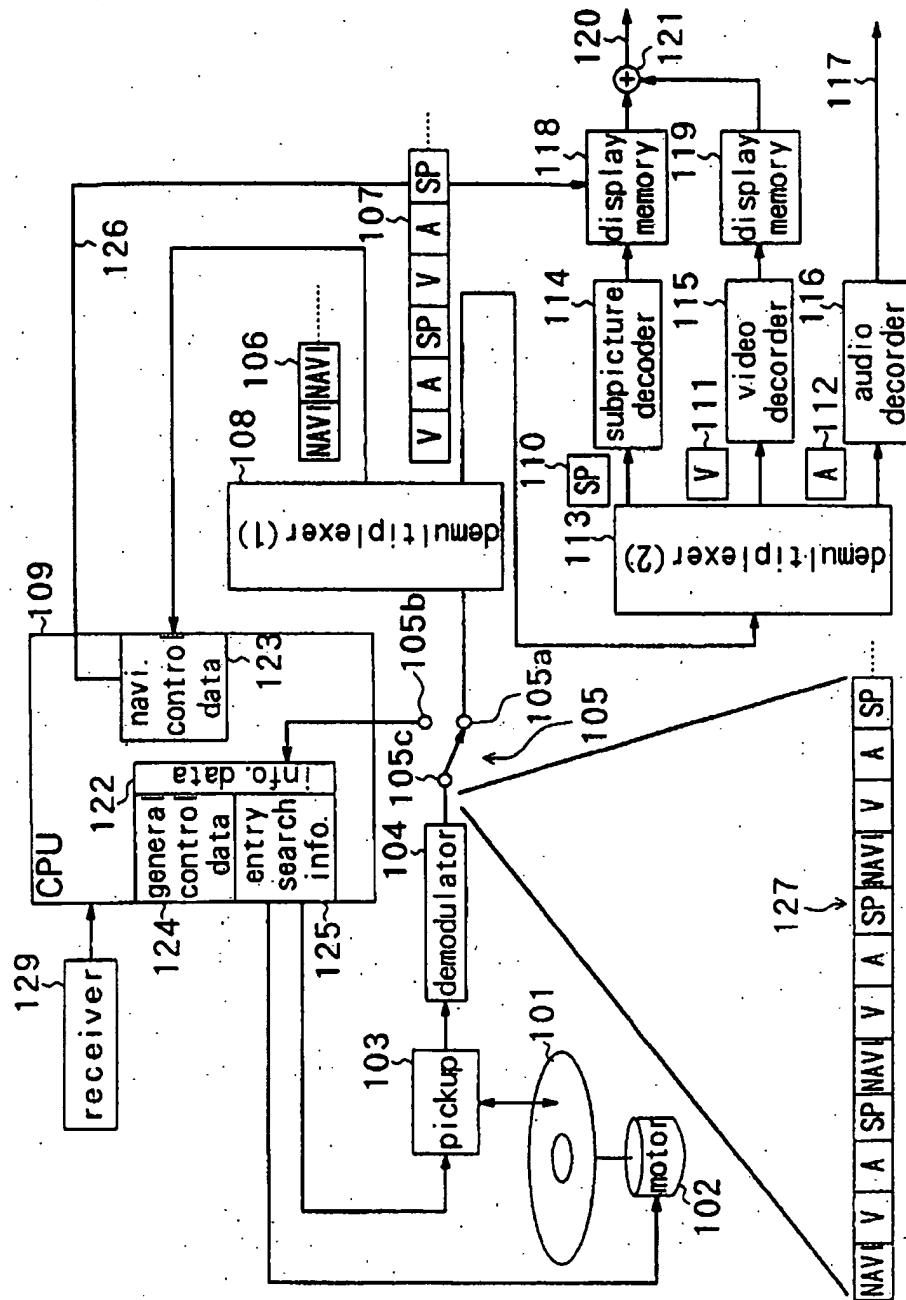 129
receiver
CPU
109
124
general
control
data
122
info. data
entry
search
info.
125
navi.
control
data
123
126
103
pickup
104
demodulator
105c
105b
105a
105
101
motor
102
108
demultiplexer(1)
106
NAVI NAVI
107
V A SP V A SP
113
demultiplexer(2)
110
SP
111
V
112
A
114
subpicture
decoder
115
video
decorder
116
audio
decorder
118
display
memory
119
display
memory
120
+
121
117
127
NAVI V A SP NAVI V A SP NAVI V A SP